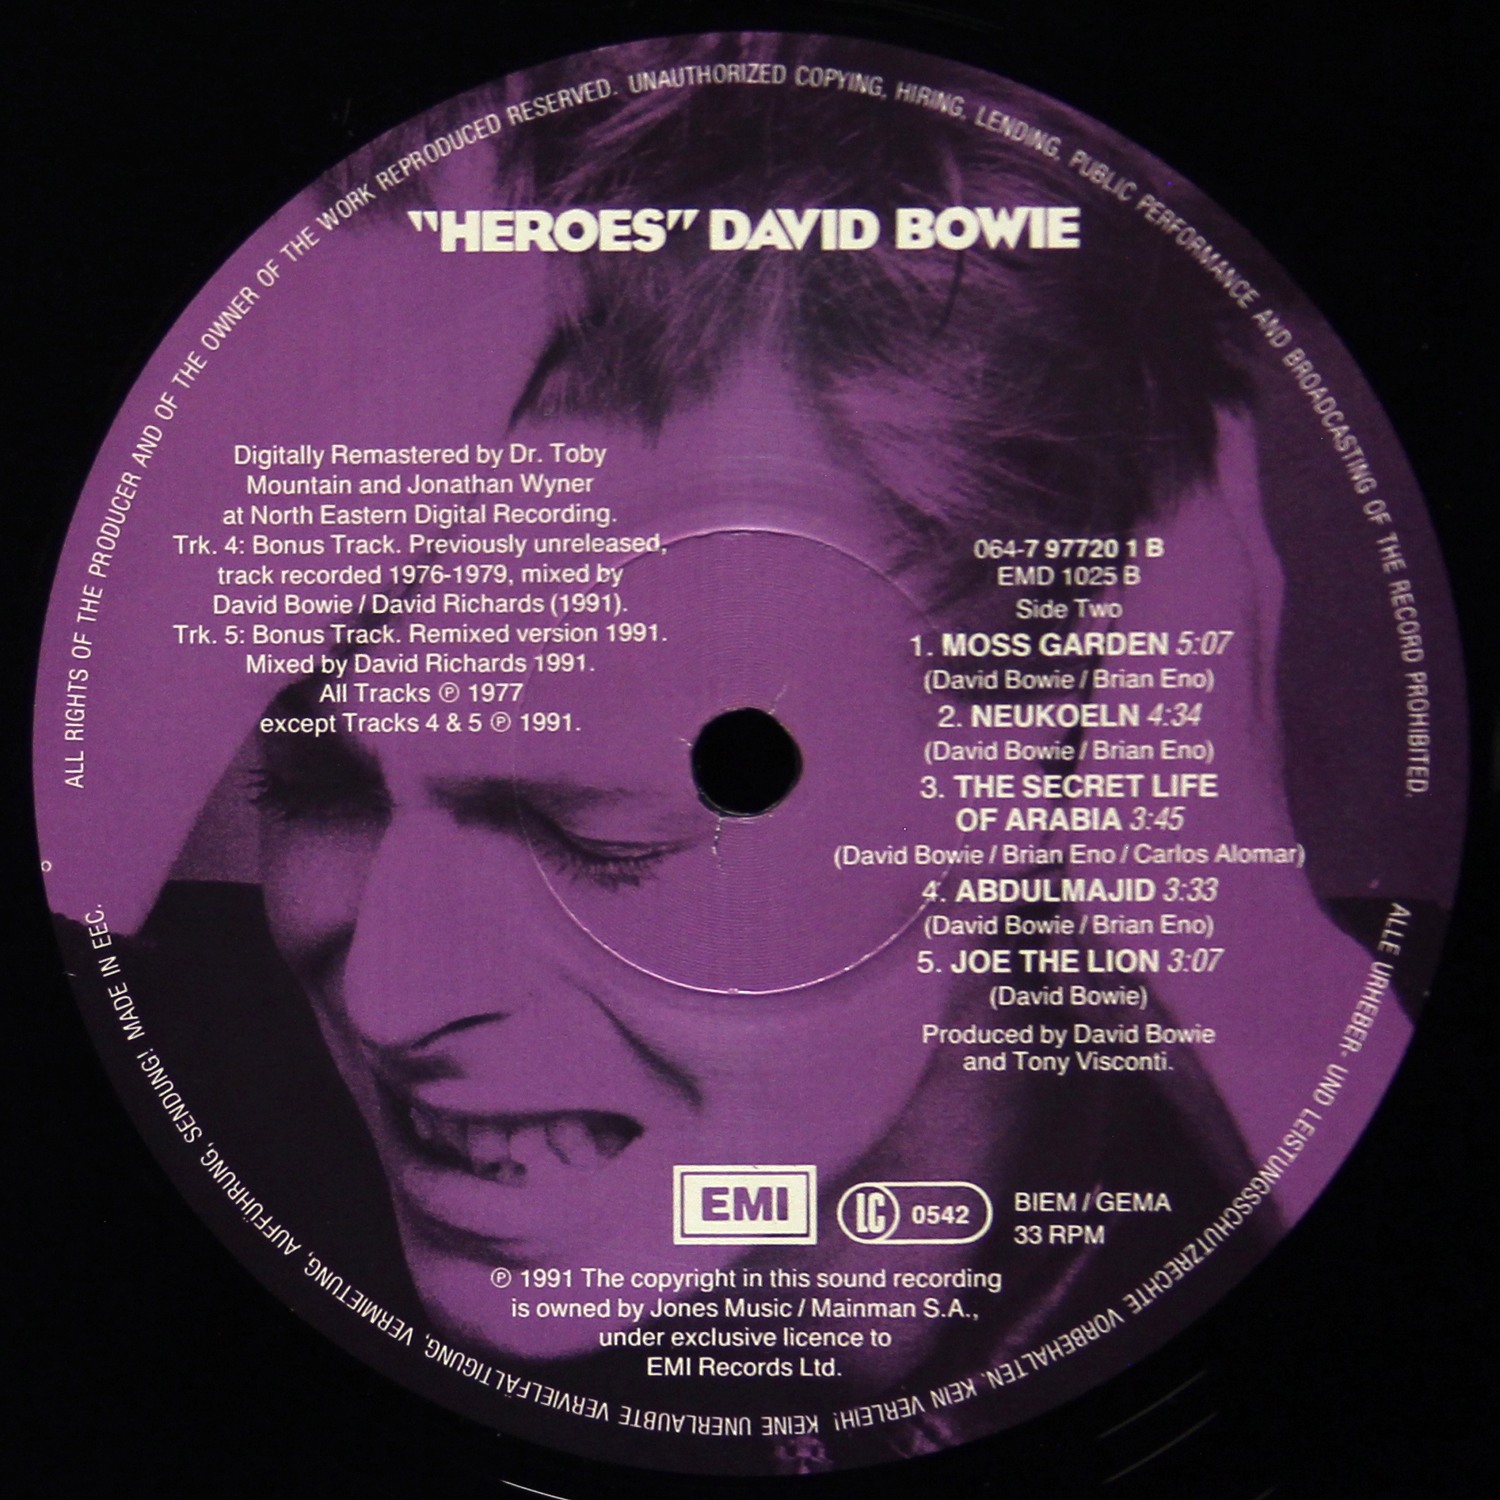 ALL RIGHTS OF THE PRODUCER AND OF THE OWNER OF THE WORK REPRODUCED RESERVED. UNAUTHORIZED COPYING, HIRING, LENDING, PUBLIC PERFORMANCE AND BROADCASTING OF THE RECORD PROHIBITED.
"HEROES" DAVID BOWIE
Digitally Remastered by Dr. Toby
Mountain and Jonathan Wyner
at North Eastern Digital Recording.
Trk. 4: Bonus Track. Previously unreleased,
track recorded 1976-1979, mixed by
David Bowie / David Richards (1991).
Trk. 5: Bonus Track. Remixed version 1991.
Mixed by David Richards 1991.
All Tracks ℗ 1977
except Tracks 4 & 5 ℗ 1991.
064-7 97720 1 B
EMD 1025 B
Side Two
1. MOSS GARDEN 5:07
(David Bowie / Brian Eno)
2. NEUKOELN 4:34
(David Bowie / Brian Eno)
3. THE SECRET LIFE
OF ARABIA 3:45
(David Bowie / Brian Eno / Carlos Alomar)
4. ABDULMAJID 3:33
(David Bowie / Brian Eno)
5. JOE THE LION 3:07
(David Bowie)
Produced by David Bowie
and Tony Visconti.
EMI
LC 0542
BIEM / GEMA
33 RPM
℗ 1991 The copyright in this sound recording
is owned by Jones Music / Mainman S.A.,
under exclusive licence to
EMI Records Ltd.
ALLE URHEBER- UND LEISTUNGSSCHUTZRECHTE VORBEHALTEN. KEIN VERLEIH! KEINE UNERLAUBTE VERVIELFÄLTIGUNG, VERMIETUNG, AUFFÜHRUNG, SENDUNG! MADE IN EEC.